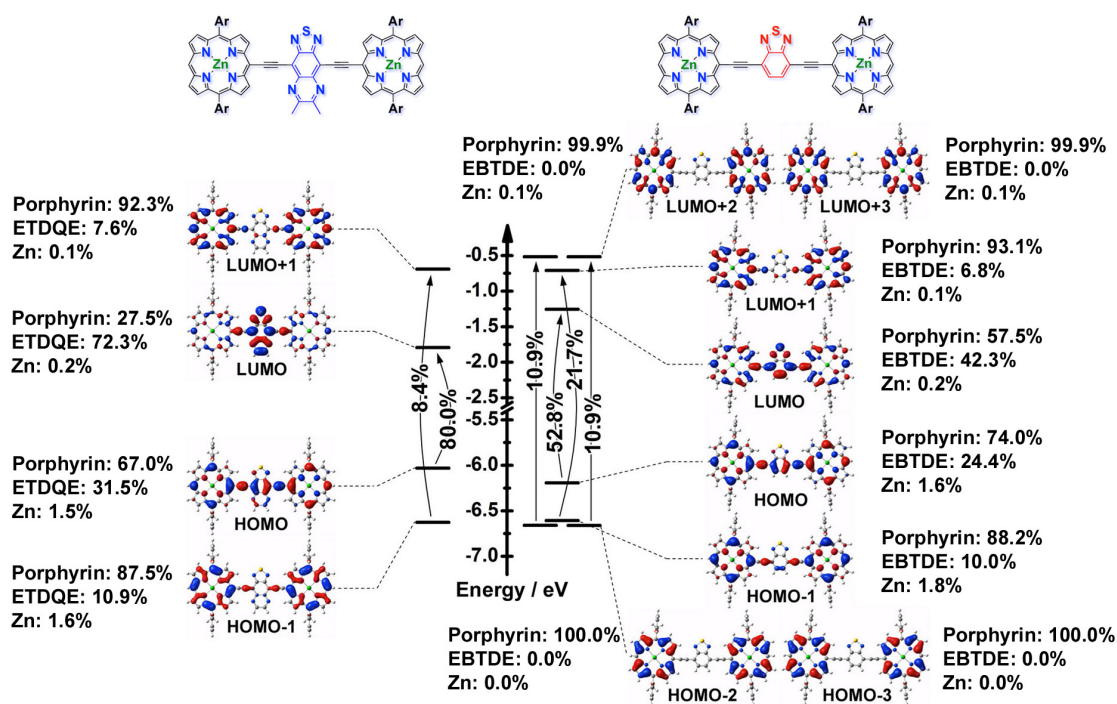 Ar
Ar
N
S
N
N
N
N
N
Zn
N
N
N
N
Zn
N
N
N
N
Ar
Ar
Ar
Ar
N
S
N
N
N
Zn
N
N
N
N
Zn
N
N
Ar
Ar
Porphyrin: 99.9%
EBTDE: 0.0%
Zn: 0.1%
LUMO+2
LUMO+3
Porphyrin: 99.9%
EBTDE: 0.0%
Zn: 0.1%
Porphyrin: 92.3%
ETDQE: 7.6%
Zn: 0.1%
LUMO+1
Porphyrin: 27.5%
ETDQE: 72.3%
Zn: 0.2%
LUMO
Porphyrin: 67.0%
ETDQE: 31.5%
Zn: 1.5%
HOMO
Porphyrin: 87.5%
ETDQE: 10.9%
Zn: 1.6%
HOMO-1
8.4%
80.0%
-0.5
-1.0
-1.5
-2.0
-2.5
-5.5
-6.0
-6.5
-7.0
Energy / eV
10.9%
52.8%
21.7%
10.9%
Porphyrin: 93.1%
EBTDE: 6.8%
Zn: 0.1%
LUMO+1
Porphyrin: 57.5%
EBTDE: 42.3%
Zn: 0.2%
LUMO
Porphyrin: 74.0%
EBTDE: 24.4%
Zn: 1.6%
HOMO
Porphyrin: 88.2%
EBTDE: 10.0%
Zn: 1.8%
HOMO-1
Porphyrin: 100.0%
EBTDE: 0.0%
Zn: 0.0%
HOMO-2
HOMO-3
Porphyrin: 100.0%
EBTDE: 0.0%
Zn: 0.0%